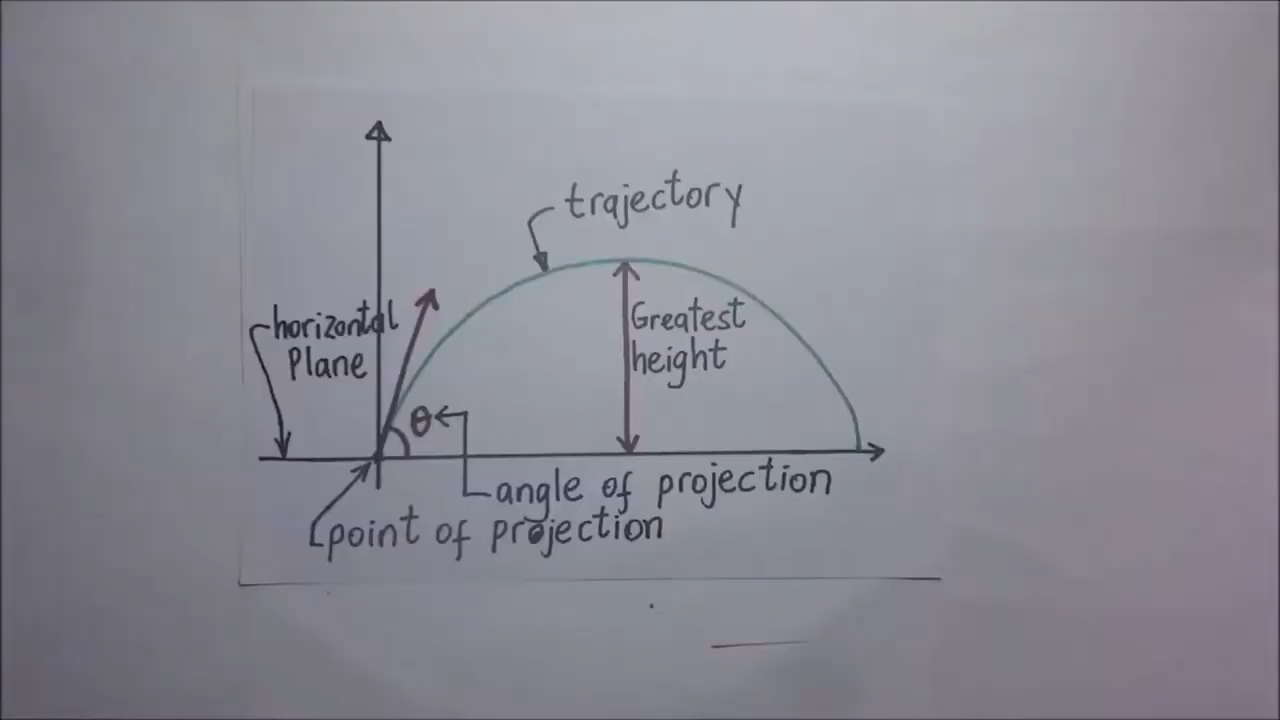 trajectory
horizontal
Plane
Greatest
height
θ
angle of projection
point of projection